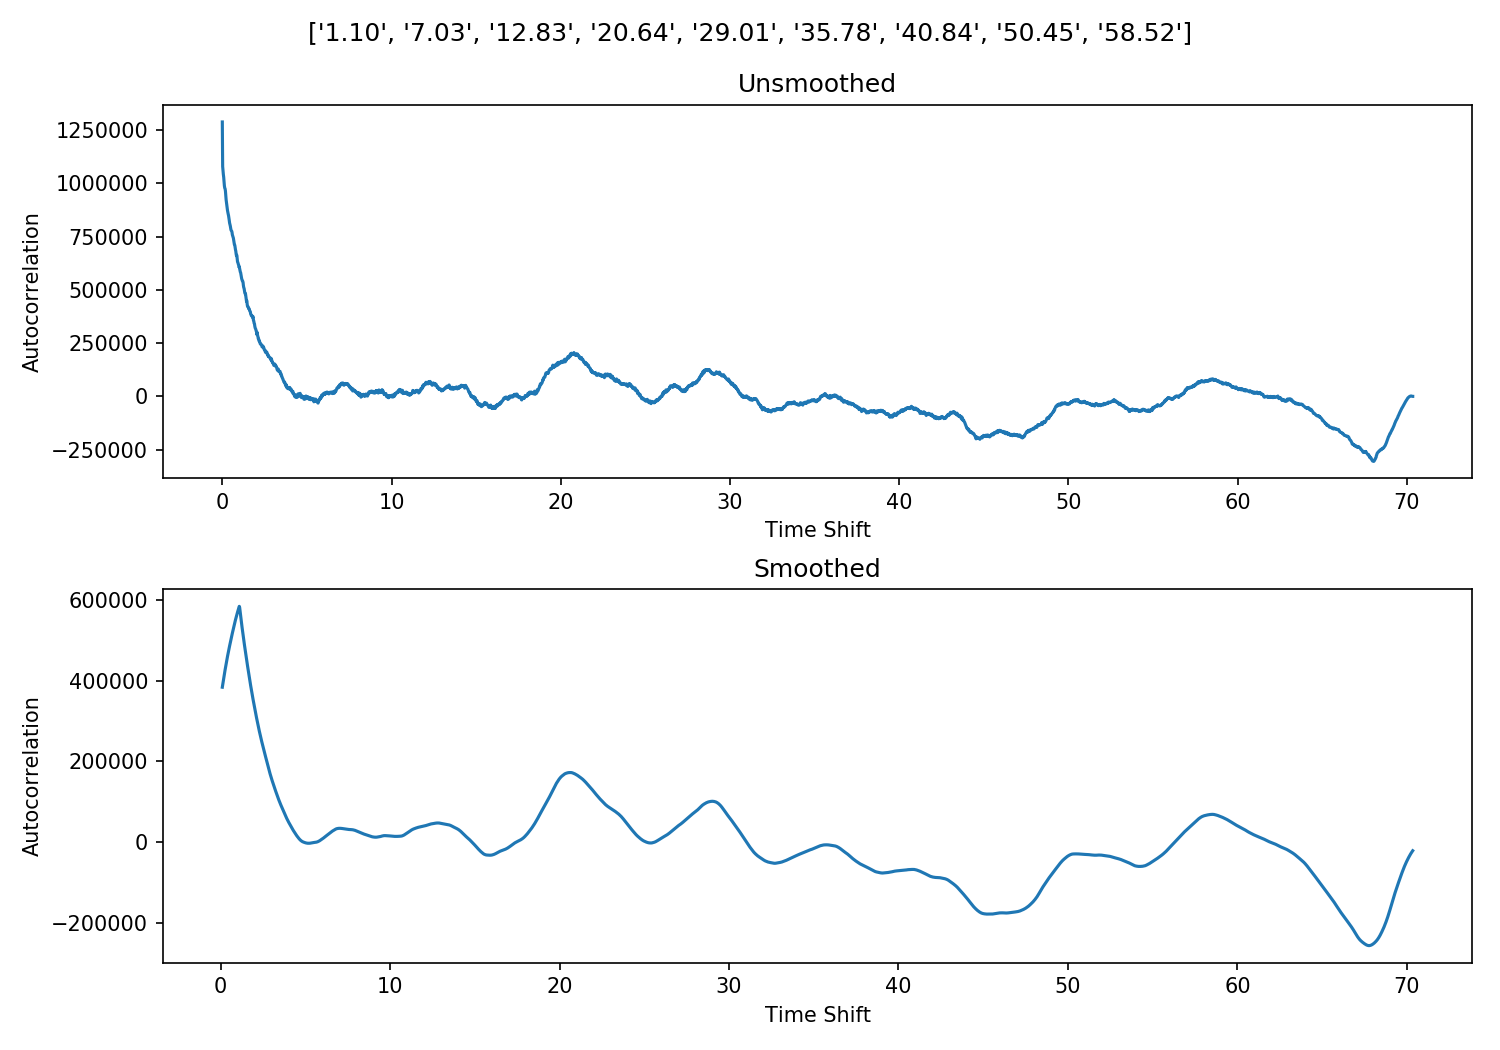 ['1.10', '7.03', '12.83', '20.64', '29.01', '35.78', '40.84', '50.45', '58.52']
Unsmoothed
Autocorrelation
1250000
1000000
750000
500000
250000
0
−250000
0 10 20 30 40 50 60 70
Time Shift
Smoothed
Autocorrelation
600000
400000
200000
0
−200000
0 10 20 30 40 50 60 70
Time Shift